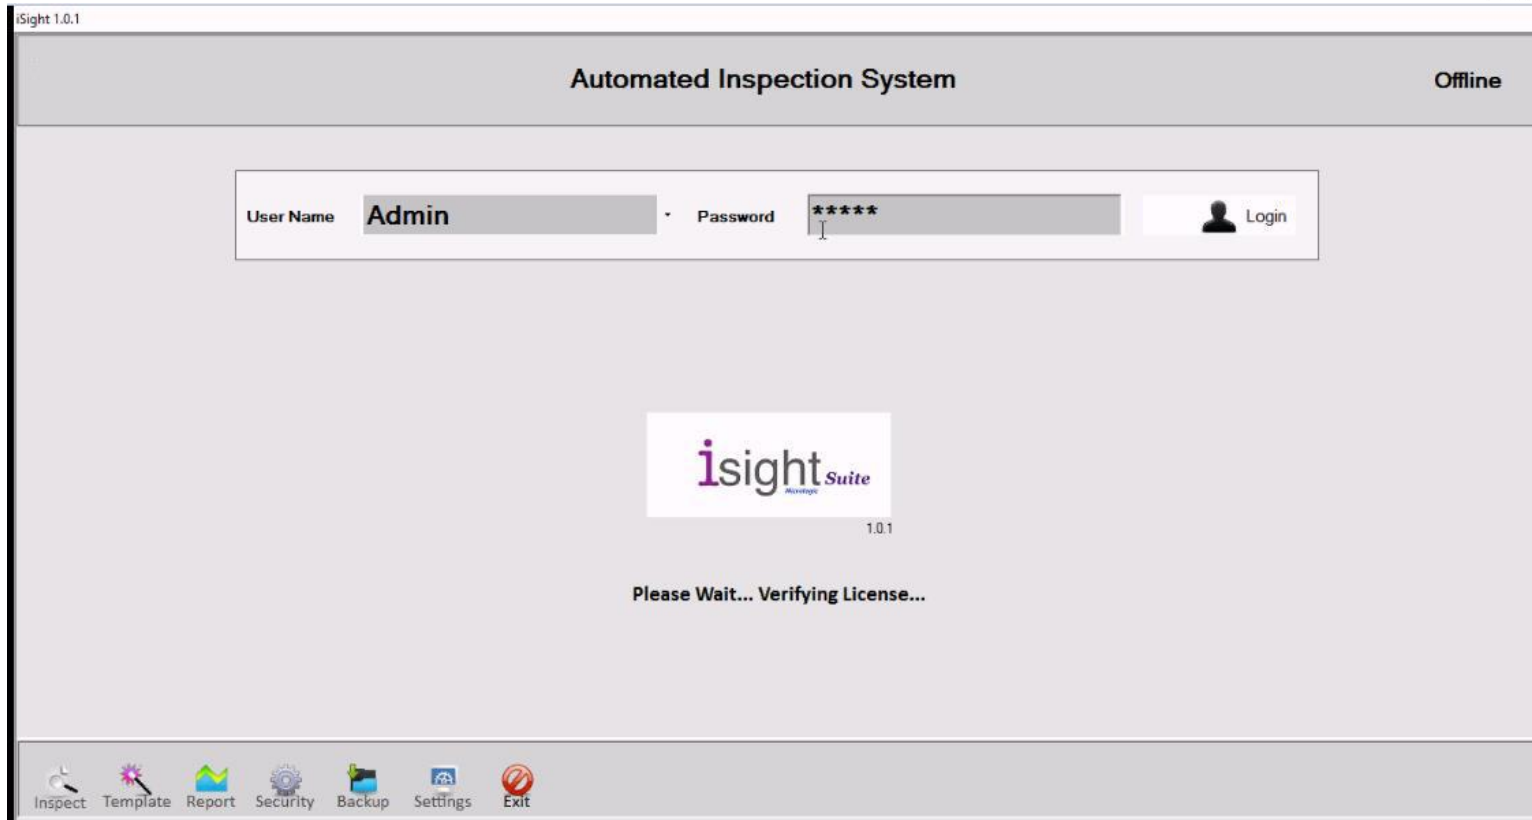 iSight 1.0.1
Automated Inspection System
Offline
User Name Admin Password ***** Login
isight Suite
Micrologic
1.0.1
Please Wait... Verifying License...
Inspect Template Report Security Backup Settings Exit